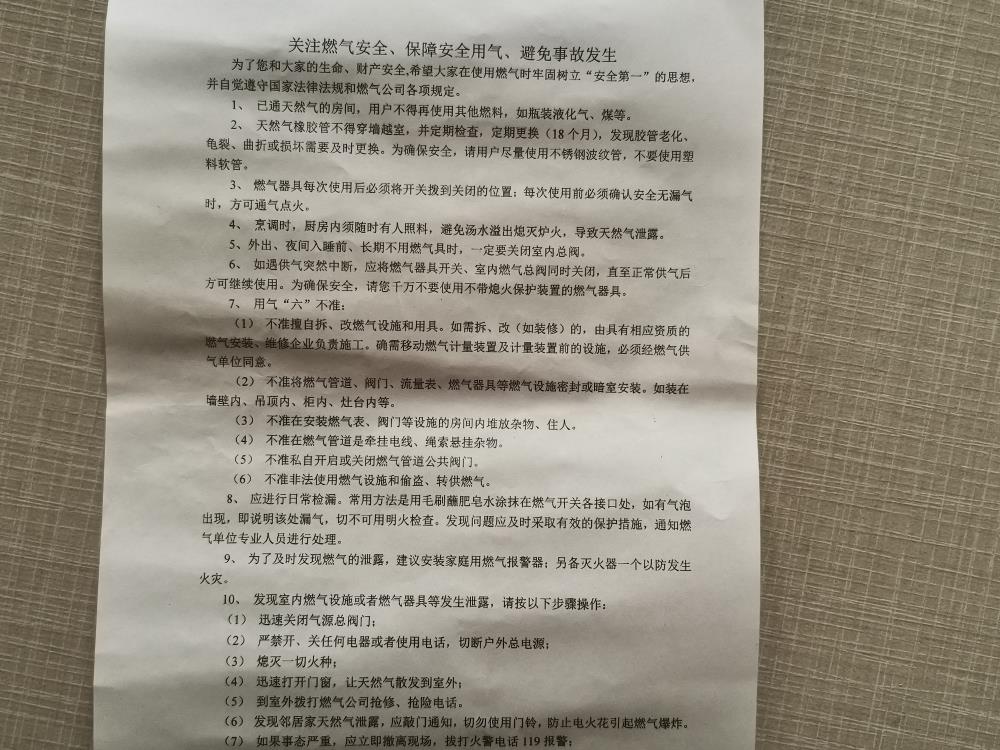 关注燃气安全、保障安全用气、避免事故发生
为了您和大家的生命、财产安全,希望大家在使用燃气时牢固树立“安全第一”的思想，
并自觉遵守国家法律法规和燃气公司各项规定。
1、 已通天然气的房间，用户不得再使用其他燃料，如瓶装液化气、煤等。
2、 天然气橡胶管不得穿墙越室，并定期检查，定期更换（18个月），发现胶管老化、
龟裂、曲折或损坏需要及时更换。为确保安全，请用户尽量使用不锈钢波纹管，不要使用塑
料软管。
3、 燃气器具每次使用后必须将开关拨到关闭的位置；每次使用前必须确认安全无漏气
时，方可通气点火。
4、 烹调时，厨房内须随时有人照料，避免汤水溢出熄灭炉火，导致天然气泄露。
5、外出、夜间入睡前、长期不用燃气具时，一定要关闭室内总阀。
6、 如遇供气突然中断，应将燃气器具开关、室内燃气总阀同时关闭，直至正常供气后
方可继续使用。为确保安全，请您千万不要使用不带熄火保护装置的燃气器具。
7、 用气“六”不准：
（1） 不准擅自拆、改燃气设施和用具。如需拆、改（如装修）的，由具有相应资质的
燃气安装、维修企业负责施工。确需移动燃气计量装置及计量装置前的设施，必须经燃气供
气单位同意。
（2） 不准将燃气管道、阀门、流量表、燃气器具等燃气设施密封或暗室安装。如装在
墙壁内、吊顶内、柜内、灶台内等。
（3） 不准在安装燃气表、阀门等设施的房间内堆放杂物、住人。
（4） 不准在燃气管道是牵挂电线、绳索悬挂杂物。
（5） 不准私自开启或关闭燃气管道公共阀门。
（6） 不准非法使用燃气设施和偷盗、转供燃气。
8、 应进行日常检漏。常用方法是用毛刷蘸肥皂水涂抹在燃气开关各接口处，如有气泡
出现，即说明该处漏气，切不可用明火检查。发现问题应及时采取有效的保护措施，通知燃
气单位专业人员进行处理。
9、 为了及时发现燃气的泄露，建议安装家庭用燃气报警器；另各灭火器一个以防发生
火灾。
10、 发现室内燃气设施或者燃气器具等发生泄露，请按以下步骤操作：
（1） 迅速关闭气源总阀门；
（2） 严禁开、关任何电器或者使用电话，切断户外总电源；
（3） 熄灭一切火种；
（4） 迅速打开门窗，让天然气散发到室外；
（5） 到室外拨打燃气公司抢修、抢险电话。
（6） 发现邻居家天然气泄露，应敲门通知，切勿使用门铃，防止电火花引起燃气爆炸。
（7） 如果事态严重，应立即撤离现场，拔打火警电话 119 报警；